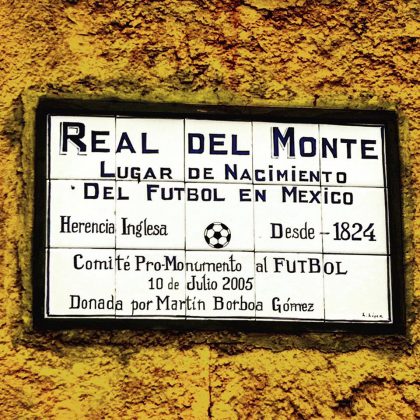 REAL DEL MONTE
LUGAR DE NACIMIENTO
DEL FUTBOL EN MEXICO
Herencia Inglesa Desde - 1824
Comité Pro-Monumento al FUTBOL
10 de Julio 2005
Donada por Martín Borboa Gómez